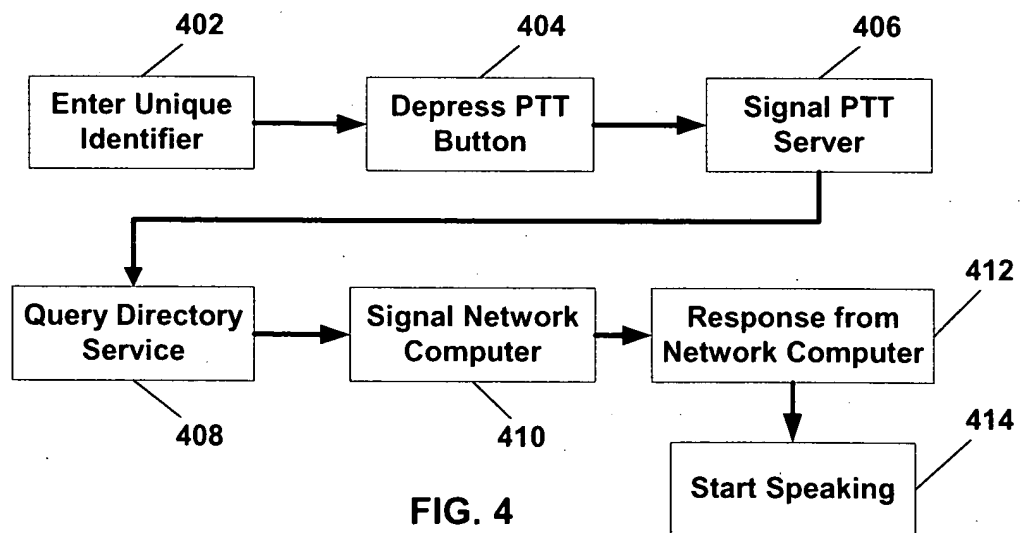 402
404
406
Enter Unique
Identifier
Depress PTT
Button
Signal PTT
Server
Query Directory
Service
Signal Network
Computer
Response from
Network Computer
412
408
410
414
Start Speaking
FIG. 4